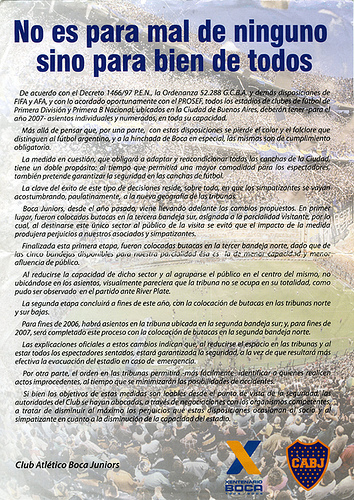 No es para mal de ninguno
sino para bien de todos
De acuerdo con el Decreto 1466/97 P.E.N., la Ordenanza 52.288 G.C.B.A. y demás disposiciones de
FIFA y AFA, y con lo acordado oportunamente con el PROSEF, todos los estadios de clubes de fútbol de
Primera División y Primera B Nacional, ubicados en la Ciudad de Buenos Aires, deberán tener -para el
año 2007- asientos individuales y numerados, en toda su capacidad.
Más allá de pensar que, por una parte, con estas disposiciones se pierde el color y el folclore que
distinguen al fútbol argentino, y a la hinchada de Boca en especial, las mismas son de cumplimiento
obligatorio.
La medida en cuestión, que obligará a adaptar y reacondicionar todas las canchas de la Ciudad,
tiene un doble propósito: al tiempo que permitirá una mayor comodidad para los espectadores
también pretende garantizar la seguridad en las canchas de fútbol.
La clave del éxito de este tipo de decisiones reside, sobre todo, en que los simpatizantes se vayan
acostumbrando, paulatinamente, a la nueva geografía de las tribunas.
Boca Juniors, desde el año pasado, viene llevando adelante los cambios propuestos. En primer
lugar, fueron colocadas butacas en la tercera bandeja sur, asignada a la parcialidad visitante, por lo
cual, al destinarse este único sector al público de la visita se evitó que el impacto de la medida
produjera perjuicios a nuestros asociados y simpatizantes.
Finalizada esta primera etapa, fueron colocadas butacas en la tercer bandeja norte, dado que de
las cinco bandejas disponibles para nuestra parcialidad ésa es la de menor capacidad y menor
afluencia de público.
Al reducirse la capacidad de dicho sector y al agruparse el público en el centro del mismo, no
ubicándose en los asientos, visualmente pareciera que la tribuna no se ocupa en su totalidad, como
pudo ser observado en el partido ante River Plate.
La segunda etapa concluirá a fines de este año, con la colocación de butacas en las tribunas norte
y sur bajas.
Para fines de 2006, habrá asientos en la tribuna ubicada en la segunda bandeja sur; y, para fines de
2007, será completado este proceso con la colocación de butacas en la segunda bandeja norte.
Las explicaciones oficiales a estos cambios indican que, al reducirse el espacio en las tribunas y al
estar todos los espectadores sentados, estará garantizada la seguridad, a la vez de que resultará más
efectiva la evacuación del estadio en caso de emergencia.
Por otra parte, el orden en las tribunas permitirá -más fácilmente- identificar a quienes realicen
actos improcedentes, al tiempo que se minimizarán las posibilidades de accidentes.
Si bien los objetivos de estas medidas son loables desde el punto de vista de la seguridad, las
autoridades del Club se hayan abocadas, a través de negociaciones con los organismos competentes,
a tratar de disminuir al máximo los perjuicios que estas disposiciones ocasionan al socio y al
simpatizante en cuanto a la disminución de la capacidad del estadio.
Club Atlético Boca Juniors
XENTENARIO
BOCA
CABJ